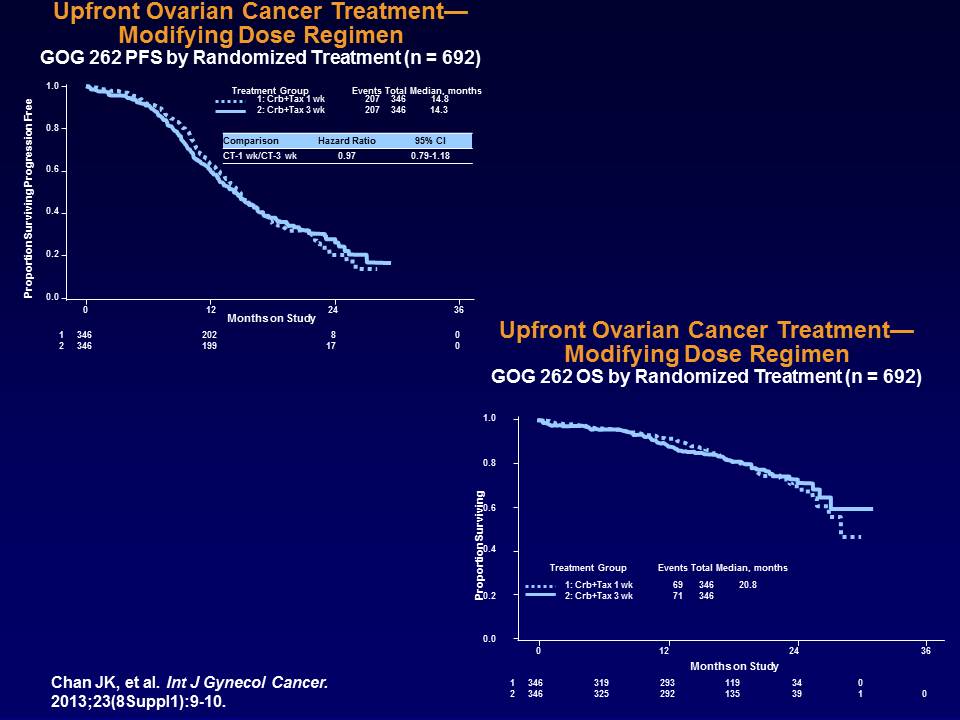 Upfront Ovarian Cancer Treatment—
Modifying Dose Regimen
GOG 262 PFS by Randomized Treatment (n = 692)
Proportion Surviving Progression Free
1.0
0.8
0.6
0.4
0.2
0.0
Treatment Group Events Total Median, months
1: Crb+Tax 1 wk 207 346 14.8
2: Crb+Tax 3 wk 207 346 14.3
Comparison Hazard Ratio 95% CI
CT-1 wk/CT-3 wk 0.97 0.79-1.18
0 12 24 36
Months on Study
1 346 202 8 0
2 346 199 17 0
Upfront Ovarian Cancer Treatment—
Modifying Dose Regimen
GOG 262 OS by Randomized Treatment (n = 692)
Proportion Surviving
1.0
0.8
0.6
0.4
0.2
0.0
Treatment Group Events Total Median, months
1: Crb+Tax 1 wk 69 346 20.8
2: Crb+Tax 3 wk 71 346
0 12 24 36
Months on Study
1 346 319 293 119 34 0
2 346 325 292 135 39 1 0
Chan JK, et al. Int J Gynecol Cancer.
2013;23(8Suppl1):9-10.